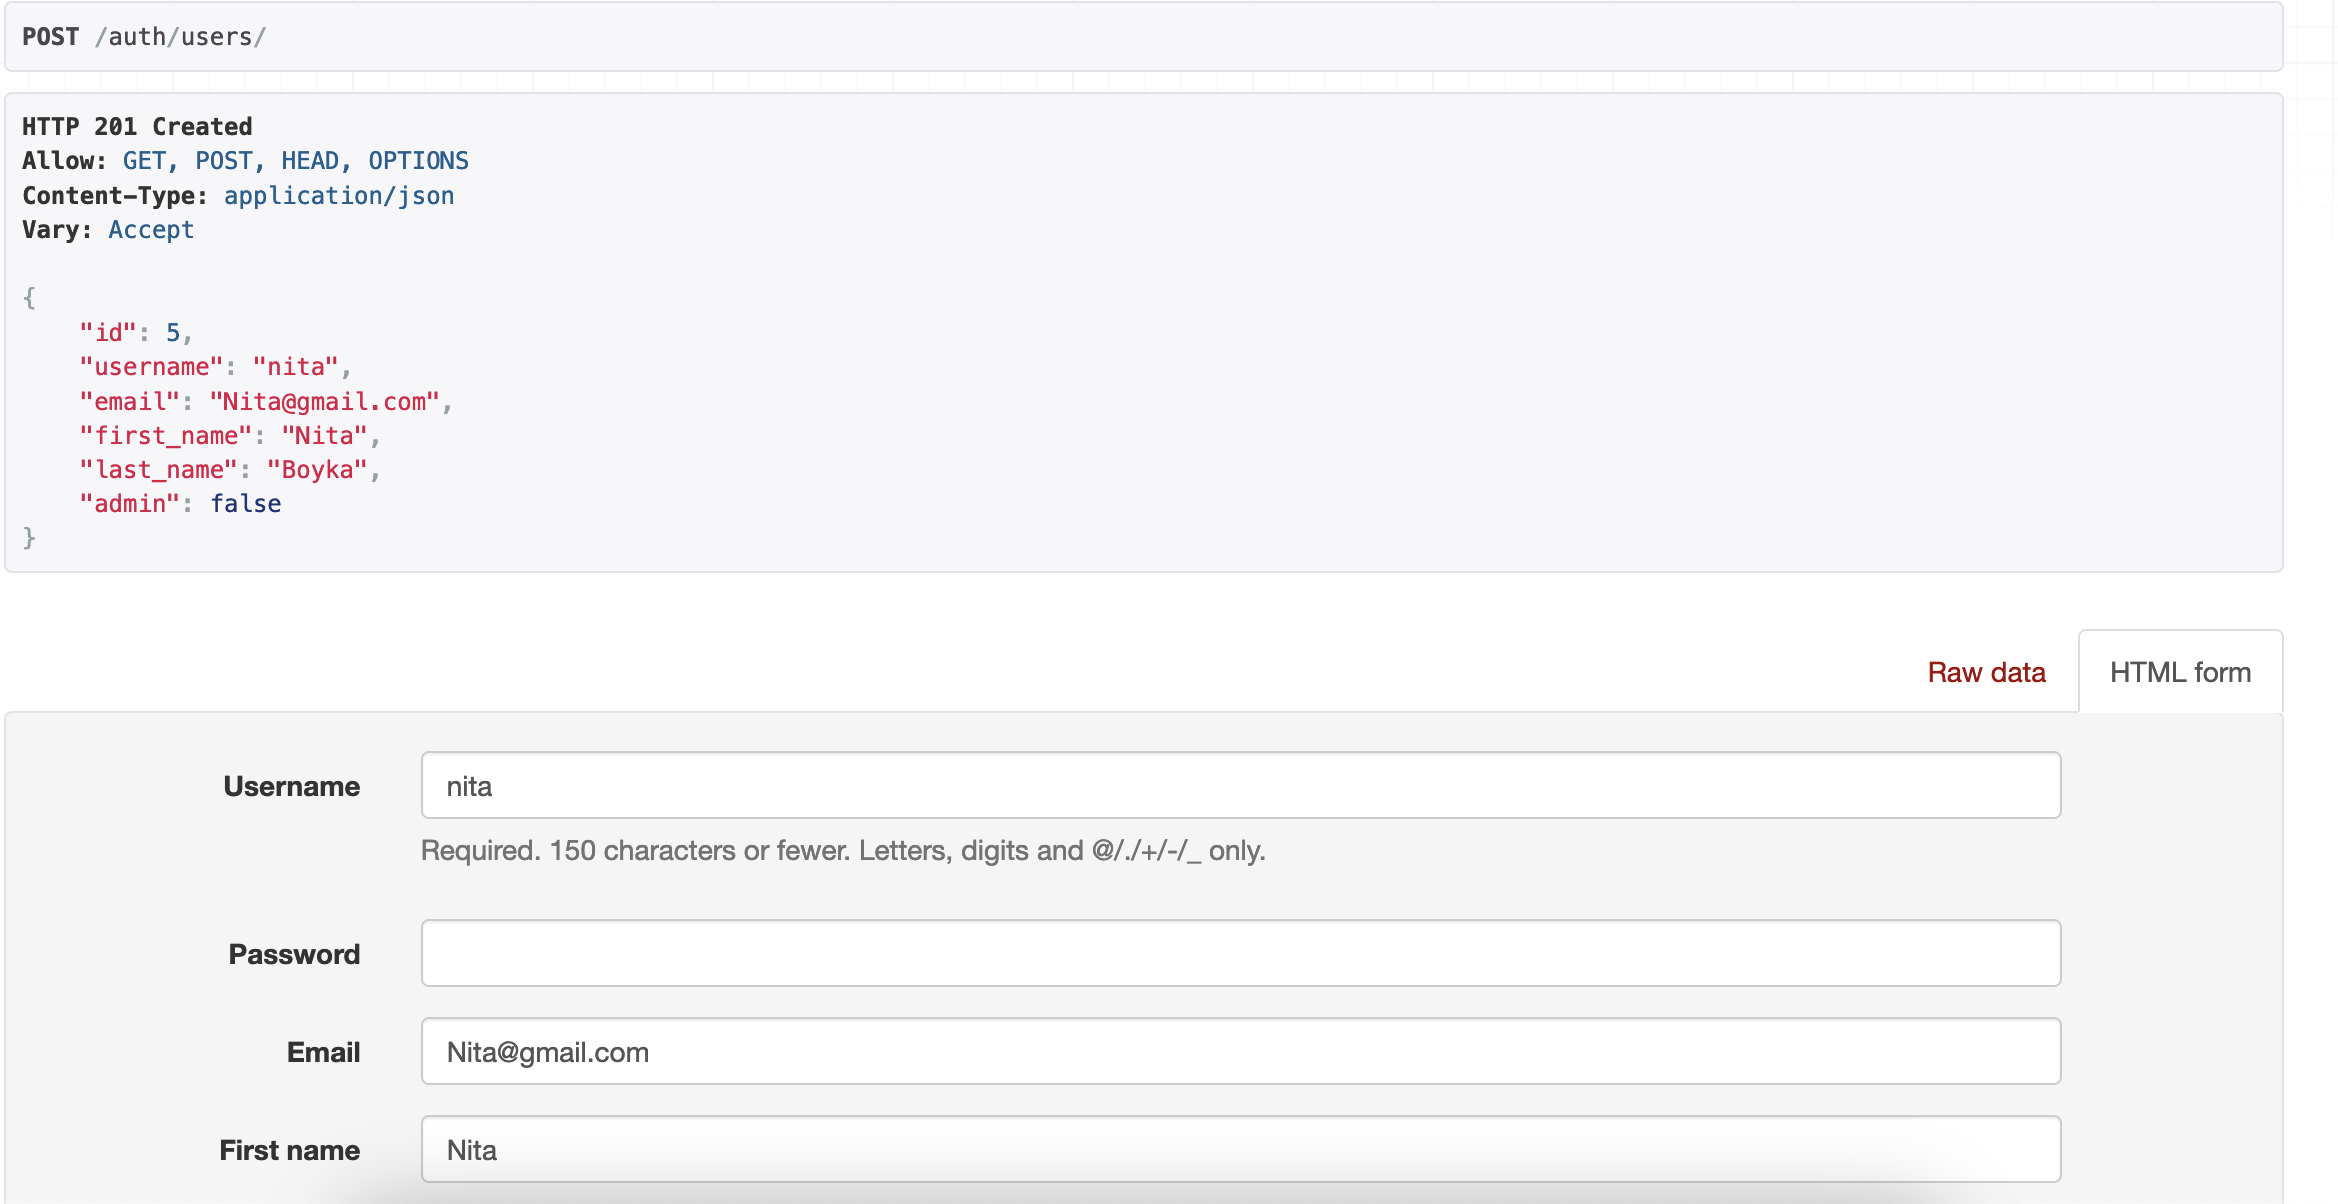 POST /auth/users/
HTTP 201 Created
Allow: GET, POST, HEAD, OPTIONS
Content-Type: application/json
Vary: Accept
{
    "id": 5,
    "username": "nita",
    "email": "Nita@gmail.com",
    "first_name": "Nita",
    "last_name": "Boyka",
    "admin": false
}
Raw data HTML form
Username nita
Required. 150 characters or fewer. Letters, digits and @/./+/-/_ only.
Password
Email Nita@gmail.com
First name Nita